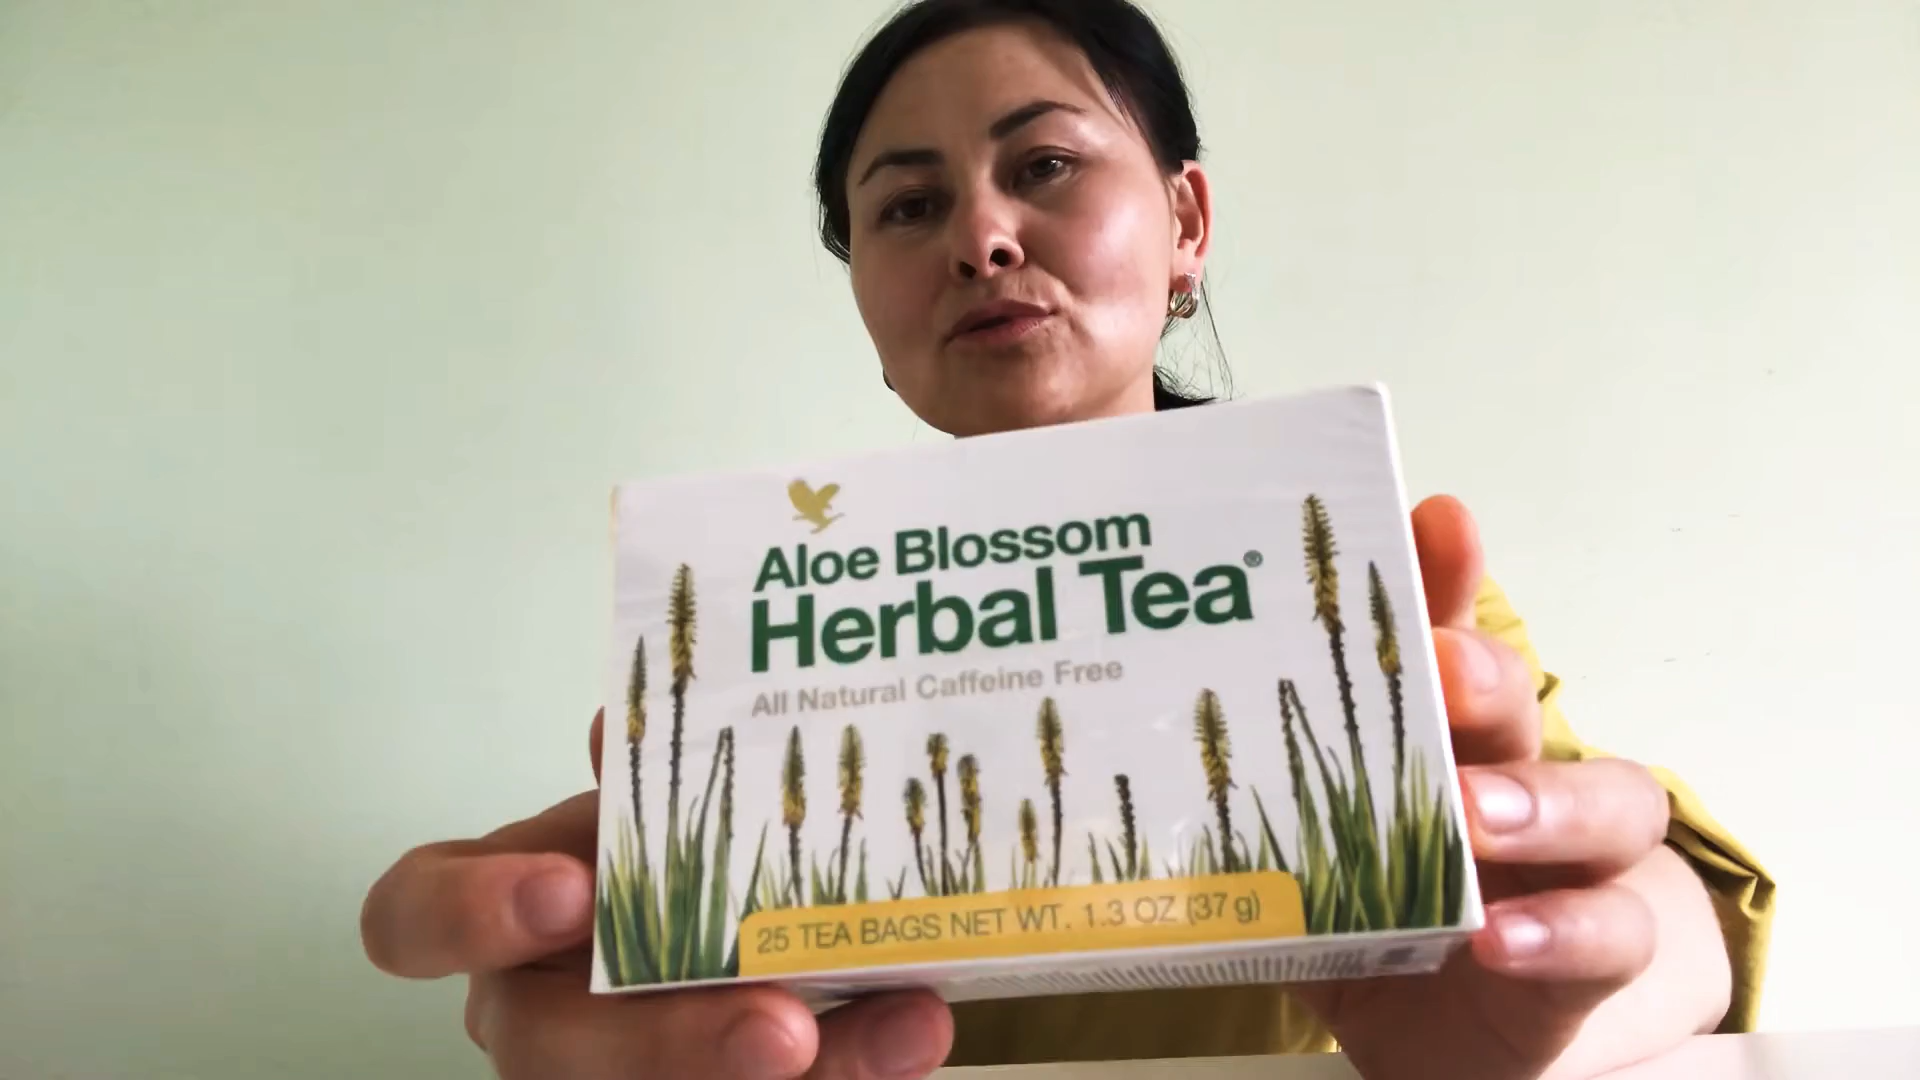 Aloe Blossom
Herbal Tea®
All Natural Caffeine Free
25 TEA BAGS NET WT. 1.3 OZ (37 g)